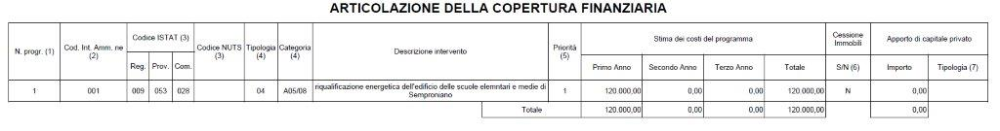 ARTICOLAZIONE DELLA COPERTURA FINANZIARIA
N. progr. (1) Cod. Int. Amm. ne (2) Codice ISTAT (3) Codice NUTS (3) Tipologia (4) Categoria (4) Descrizione intervento Priorità (5) Stima dei costi del programma Cessione Immobili Apporto di capitale privato
Reg. Prov. Com. Primo Anno Secondo Anno Terzo Anno Totale S/N (6) Importo Tipologia (7)
1 001 009 053 028 04 A05/08 riqualificazione energetica dell'edificio delle scuole elemntari e medie di Semproniano 1 120.000,00 0,00 0,00 120.000,00 N 0,00
Totale 120.000,00 0,00 0,00 120.000,00 0,00